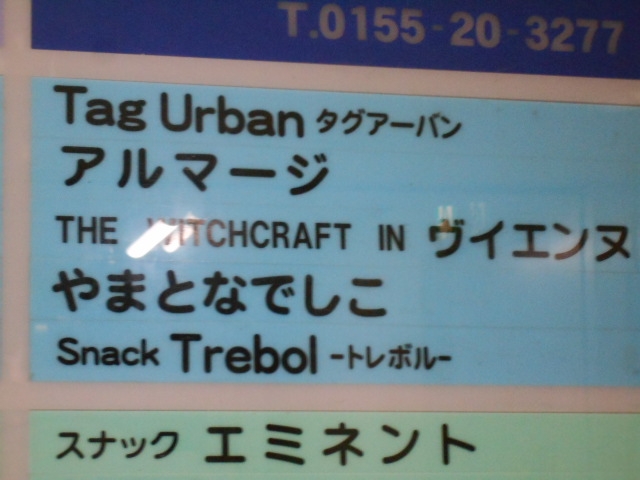 T.0155-20-3277
Tag Urban タグアーバン
アルマージ
THE WITCHCRAFT IN ヴイエンヌ
やまとなでしこ
Snack Trebol -トレボル-
スナック エミネント